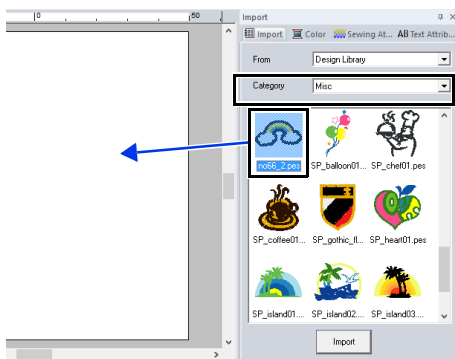 0 50
Import
Import Color Sewing At... AB Text Attrib...
From Design Library
Category Misc
no66_2.pes SP_balloon01... SP_chef01.pes
SP_coffee01... SP_gothic_fl... SP_heart01.pes
SP_island01.... SP_island02.... SP_island03....
Import